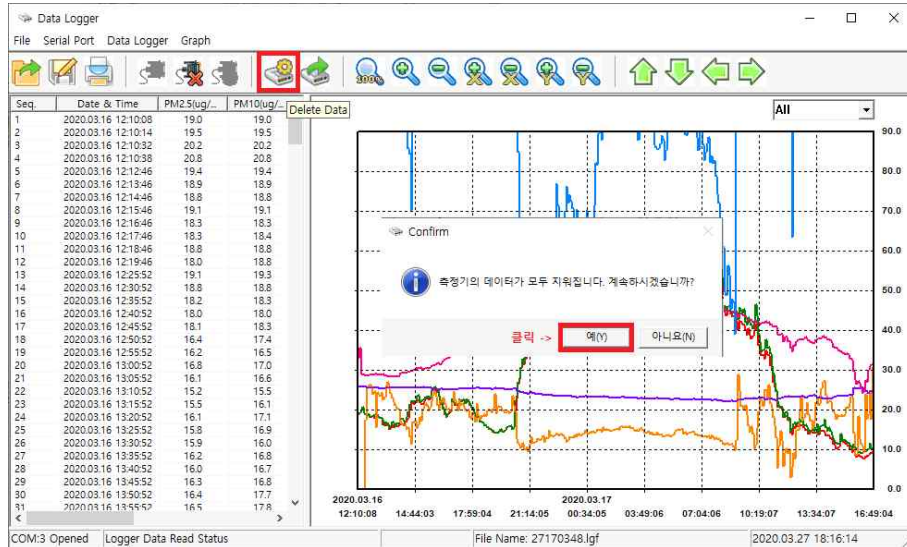 Data Logger
File Serial Port Data Logger Graph
100%
Delete Data
Seq. Date & Time PM2.5(ug/... PM10(ug/...
1 2020.03.16 12:10:08 19.0 19.0
2 2020.03.16 12:10:14 19.5 19.5
3 2020.03.16 12:10:32 20.2 20.2
4 2020.03.16 12:10:38 20.8 20.8
5 2020.03.16 12:12:46 19.4 19.4
6 2020.03.16 12:13:46 18.9 18.9
7 2020.03.16 12:14:46 18.8 18.8
8 2020.03.16 12:15:46 19.1 19.1
9 2020.03.16 12:16:46 18.3 18.3
10 2020.03.16 12:17:46 18.3 18.4
11 2020.03.16 12:18:46 18.8 18.8
12 2020.03.16 12:19:46 18.0 18.8
13 2020.03.16 12:25:52 19.1 19.3
14 2020.03.16 12:30:52 18.8 18.8
15 2020.03.16 12:35:52 18.2 18.3
16 2020.03.16 12:40:52 18.0 18.0
17 2020.03.16 12:45:52 18.1 18.3
18 2020.03.16 12:50:52 16.4 17.4
19 2020.03.16 12:55:52 16.2 16.5
20 2020.03.16 13:00:52 16.8 17.0
21 2020.03.16 13:05:52 16.1 16.6
22 2020.03.16 13:10:52 15.2 15.5
23 2020.03.16 13:15:52 15.5 16.1
24 2020.03.16 13:20:52 16.1 17.1
25 2020.03.16 13:25:52 15.8 16.9
26 2020.03.16 13:30:52 15.9 16.0
27 2020.03.16 13:35:52 16.2 16.8
28 2020.03.16 13:40:52 16.0 16.7
29 2020.03.16 13:45:52 16.3 16.8
30 2020.03.16 13:50:52 16.4 17.7
31 2020.03.16 13:55:52 16.5 17.8
All
90.0
80.0
70.0
60.0
50.0
40.0
30.0
20.0
10.0
0.0
Confirm
측정기의 데이터가 모두 지워집니다. 계속하시겠습니까?
클릭 -> 예(Y) 아니요(N)
2020.03.16 2020.03.17
12:10:08 14:44:03 17:59:04 21:14:05 00:34:05 03:49:06 07:04:06 10:19:07 13:34:07 16:49:04
COM:3 Opened Logger Data Read Status File Name: 27170348.lgf 2020.03.27 18:16:14